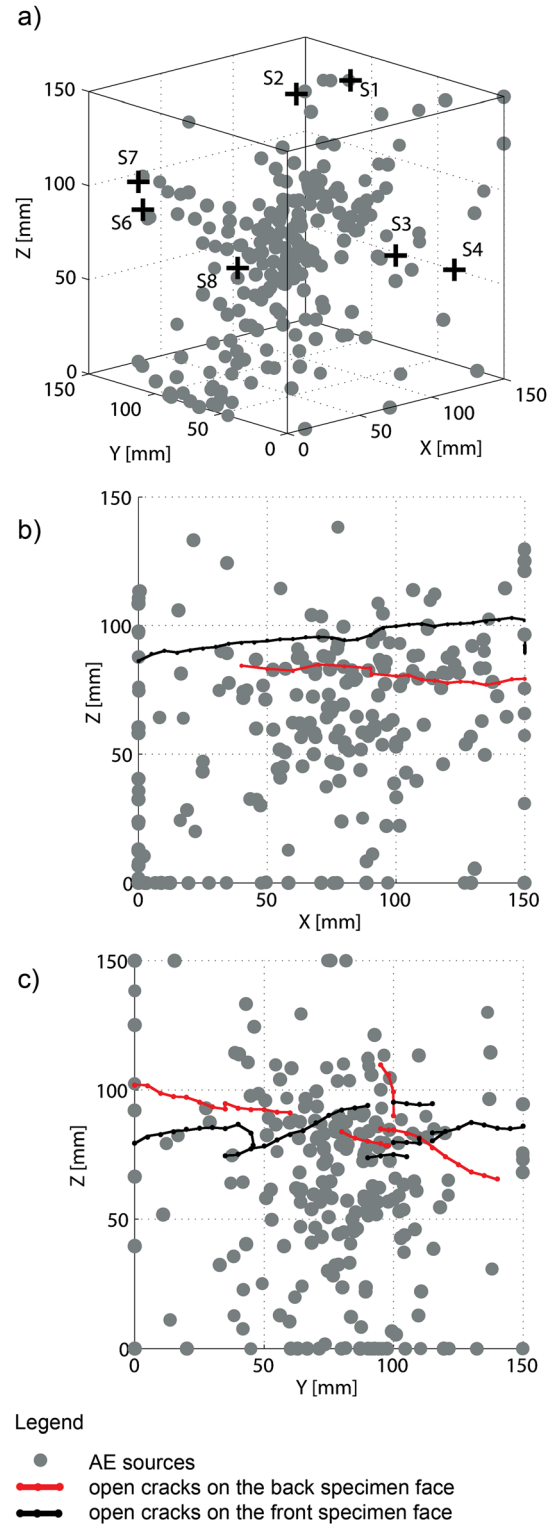 a)
S2
S1
150
S7
100
S6
S3
S4
Z [mm]
50
S8
0
150
150
100
100
50
50
Y [mm]
0
0
X [mm]
b)
150
100
Z [mm]
50
0
0
50
100
150
X [mm]
c)
150
100
Z [mm]
50
0
0
50
100
150
Y [mm]
Legend
AE sources
open cracks on the back specimen face
open cracks on the front specimen face